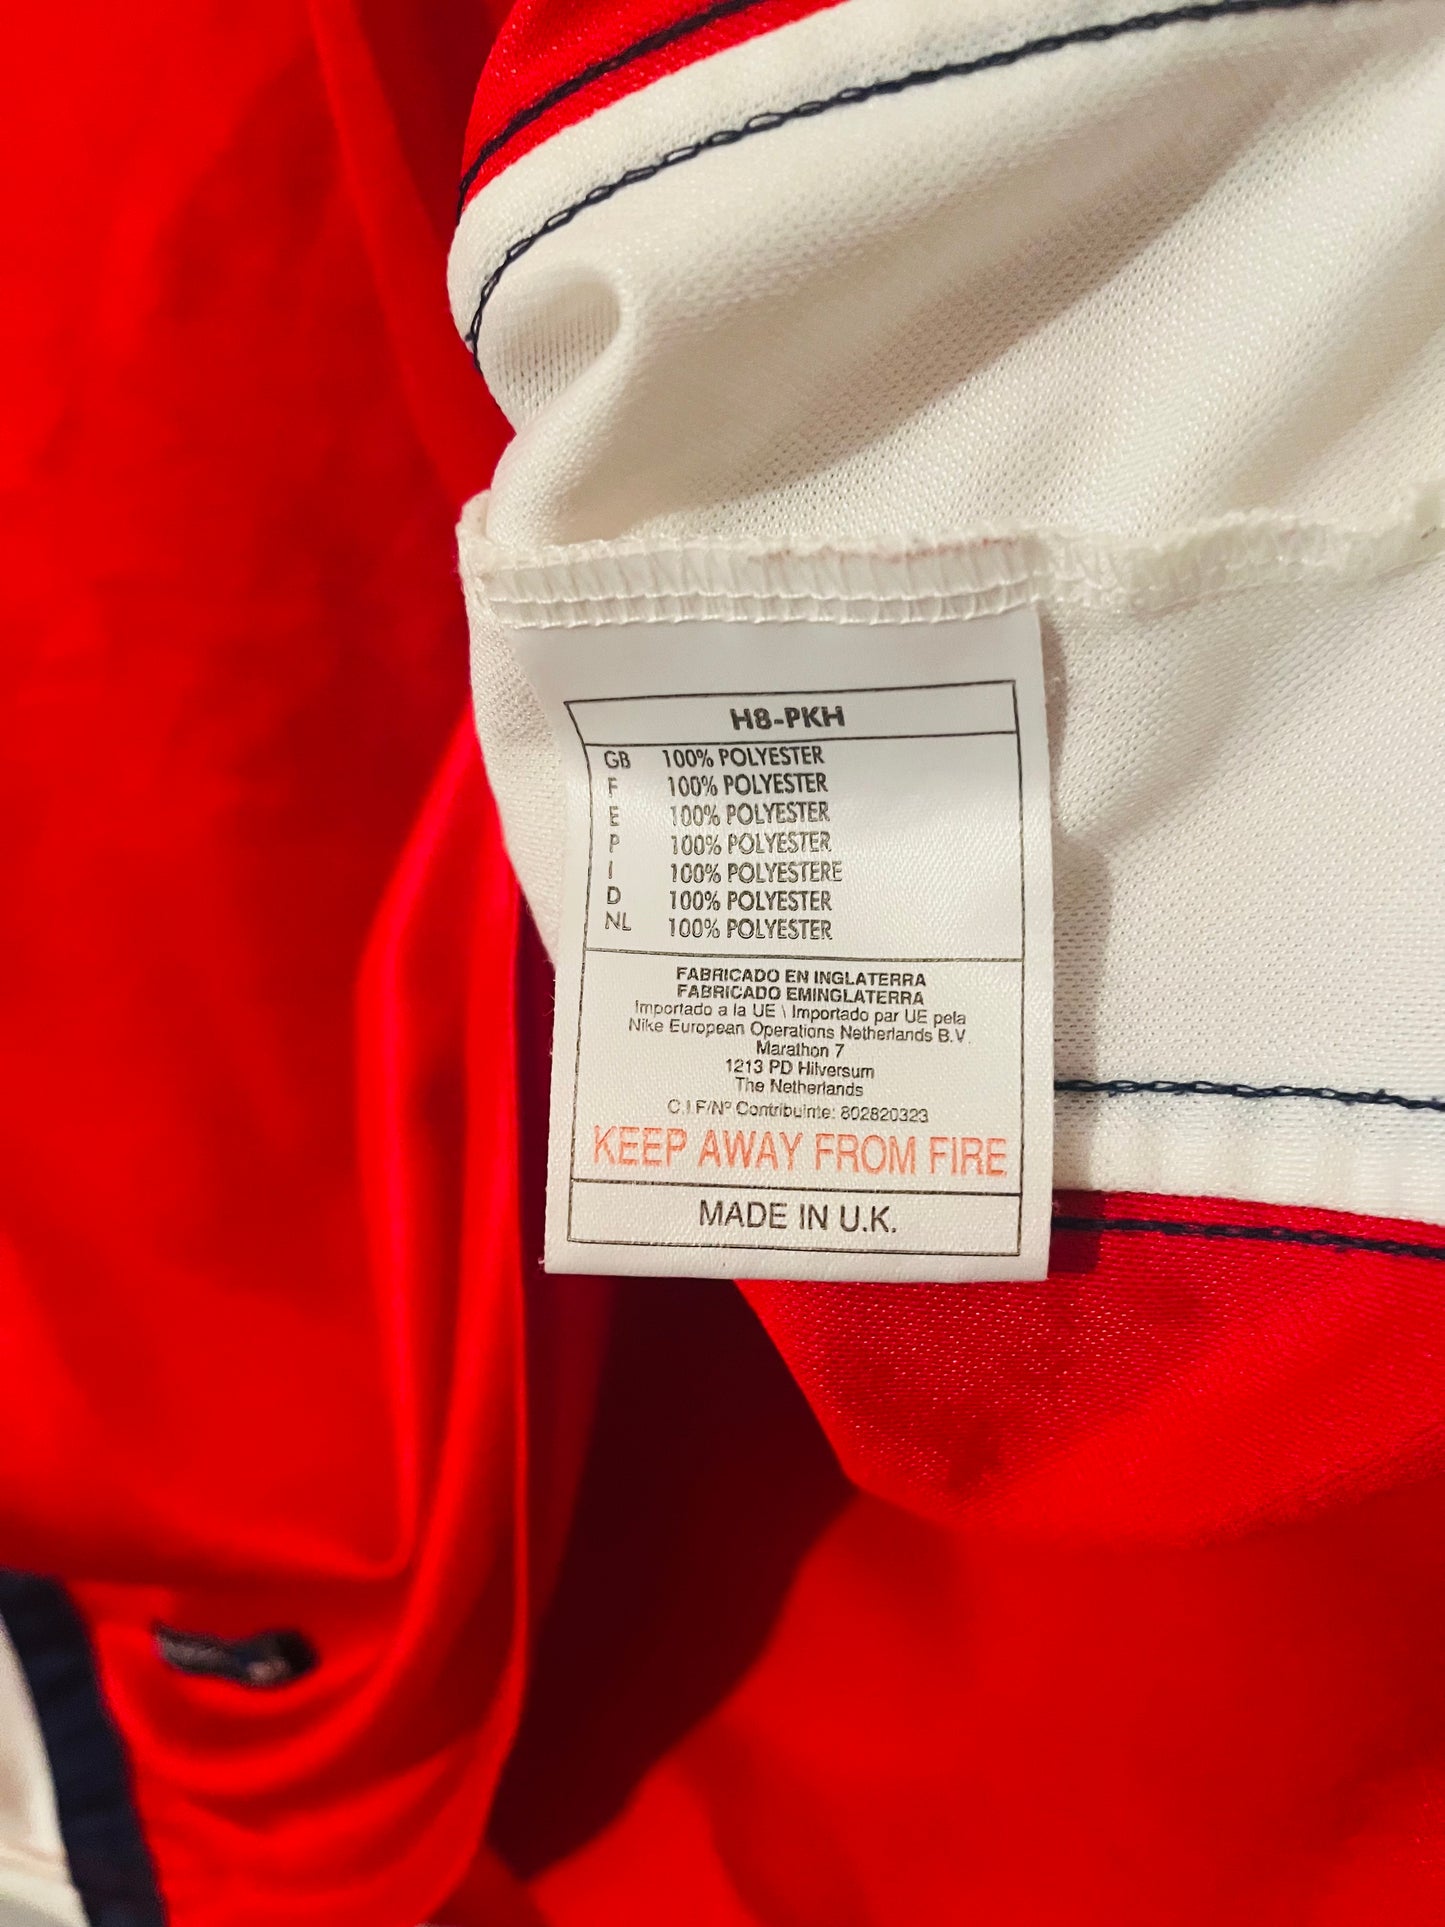 H8-PKH
GB 100% POLYESTER
F 100% POLYESTER
E 100% POLYESTER
P 100% POLYESTER
I 100% POLYESTERE
D 100% POLYESTER
NL 100% POLYESTER
FABRICADO EN INGLATERRA
FABRICADO EMINGLATERRA
Importado a la UE \ Importado par UE pela
Nike European Operations Netherlands B.V.
Marathon 7
1213 PD Hilversum
The Netherlands
C.I F/Nº Contribuinte: 802820323
KEEP AWAY FROM FIRE
MADE IN U.K.